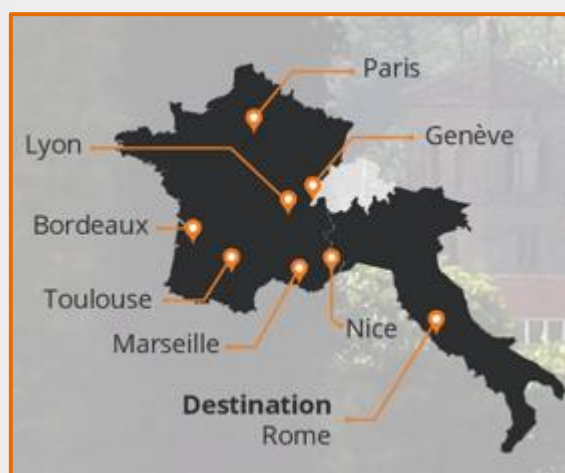 Paris
Genève
Lyon
Bordeaux
Toulouse
Marseille
Nice
Destination
Rome